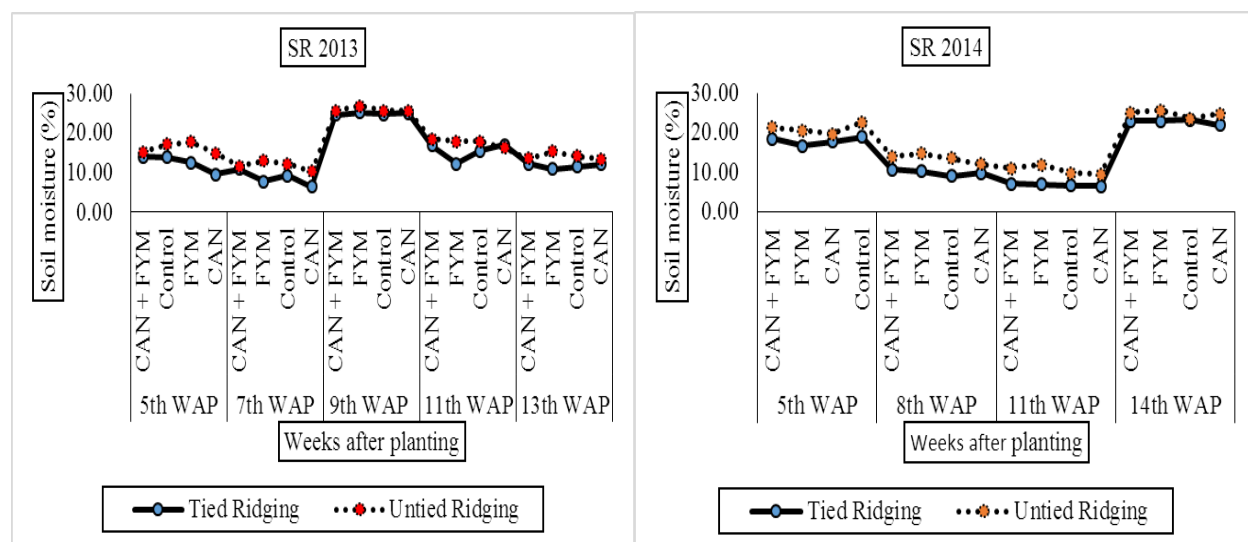 SR 2013
Soil moisture (%)
30.00
20.00
10.00
0.00
CAN + FYM
Control
FYM
CAN
CAN + FYM
FYM
Control
CAN
CAN + FYM
FYM
Control
CAN
CAN + FYM
FYM
Control
CAN
CAN + FYM
FYM
Control
CAN
5th WAP 7th WAP 9th WAP 11th WAP 13th WAP
Weeks after planting
Tied Ridging Untied Ridging
SR 2014
Soil moisture (%)
30.00
20.00
10.00
0.00
CAN + FYM
FYM
CAN
Control
CAN + FYM
FYM
Control
CAN
CAN + FYM
FYM
Control
CAN
CAN + FYM
FYM
Control
CAN
5th WAP 8th WAP 11th WAP 14th WAP
Weeks after planting
Tied Ridging Untied Ridging